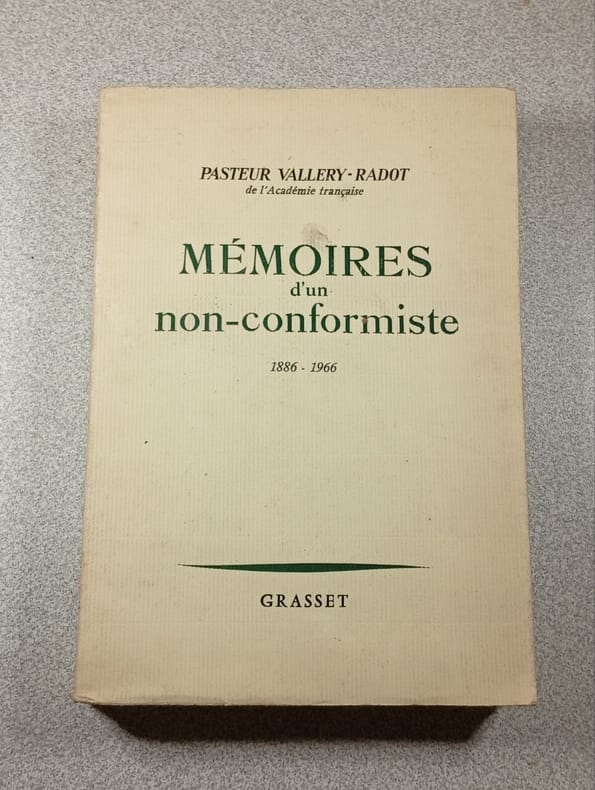 PASTEUR VALLERY-RADOT
de l'Académie française
MÉMOIRES
d'un
non-conformiste
1886 - 1966
GRASSET